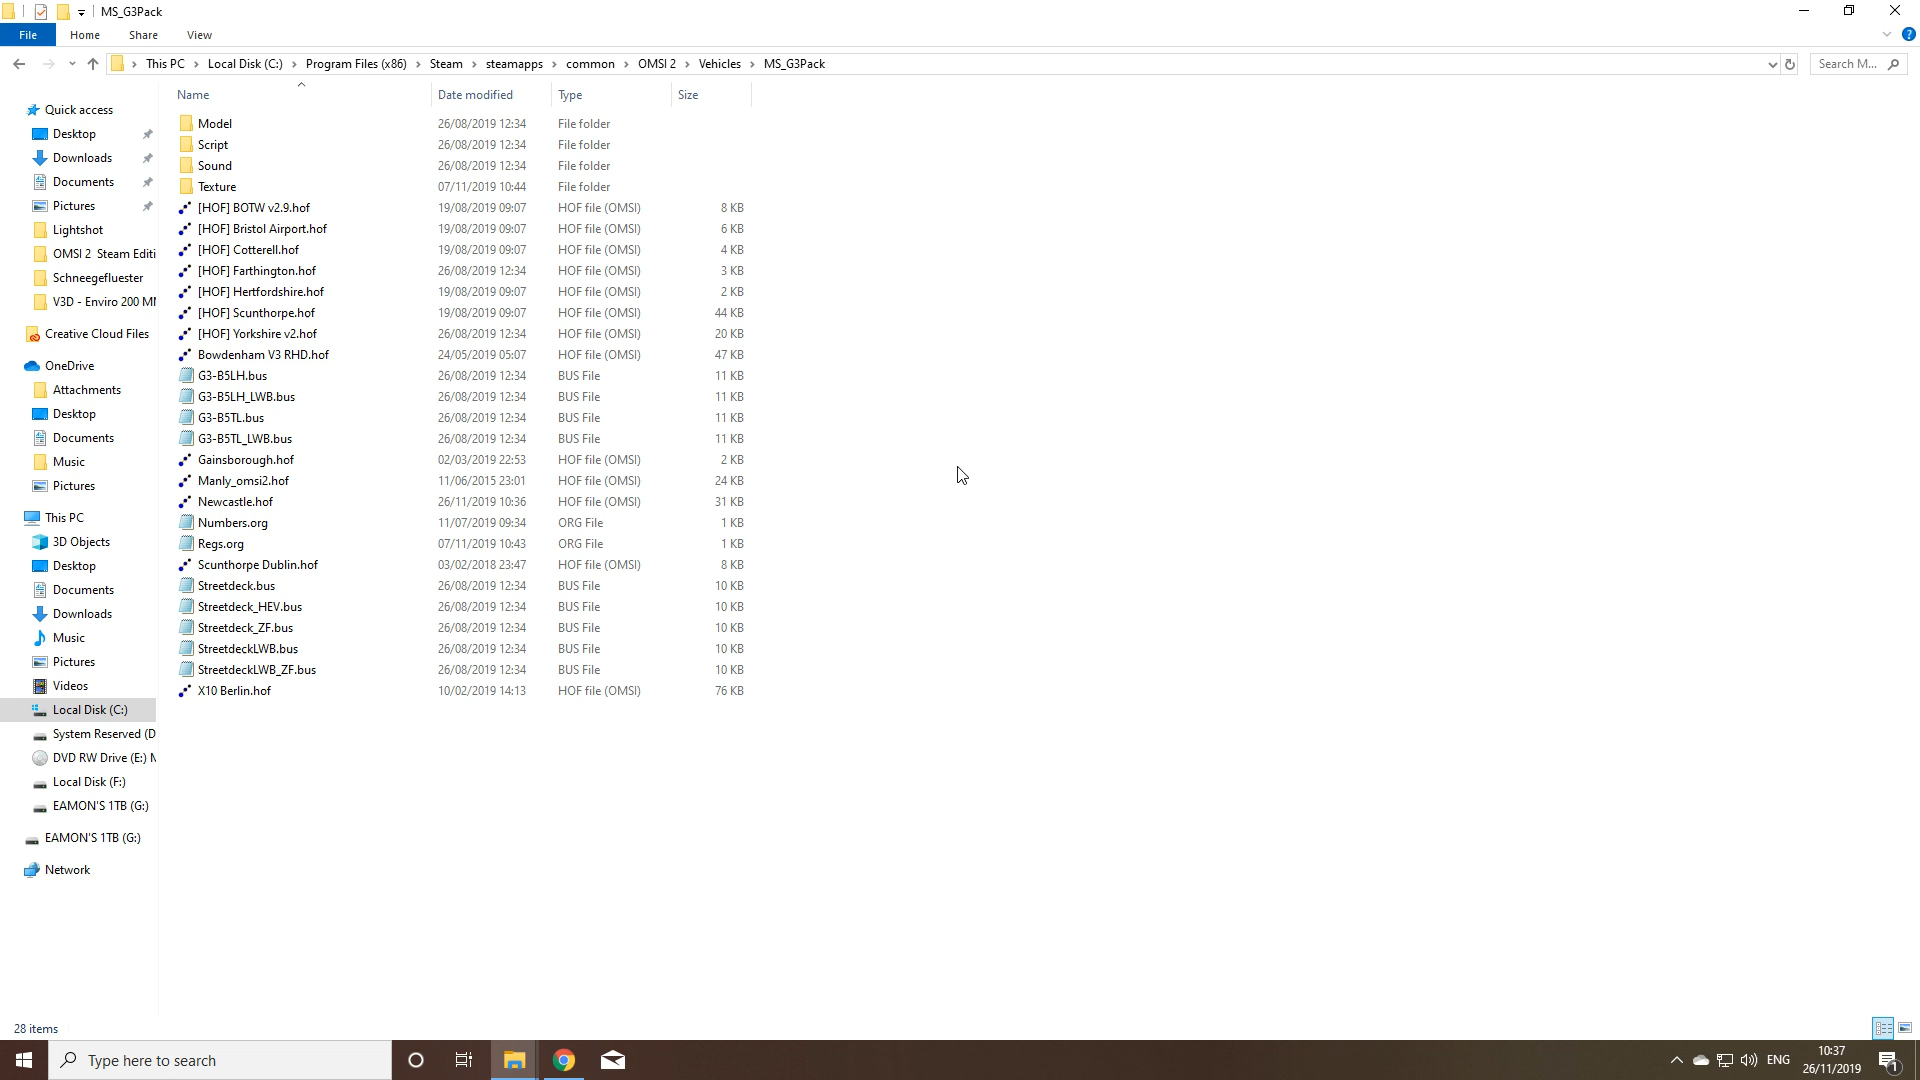 MS_G3Pack
File Home Share View
This PC Local Disk (C:) Program Files (x86) Steam steamapps common OMSI 2 Vehicles MS_G3Pack Search M...
Name Date modified Type Size
Quick access
Desktop
Downloads
Documents
Pictures
Lightshot
OMSI 2 Steam Editi
Schneegefluester
V3D - Enviro 200 MM
Creative Cloud Files
OneDrive
Attachments
Desktop
Documents
Music
Pictures
This PC
3D Objects
Desktop
Documents
Downloads
Music
Pictures
Videos
Local Disk (C:)
System Reserved (D
DVD RW Drive (E:) M
Local Disk (F:)
EAMON'S 1TB (G:)
EAMON'S 1TB (G:)
Network
Model 26/08/2019 12:34 File folder
Script 26/08/2019 12:34 File folder
Sound 26/08/2019 12:34 File folder
Texture 07/11/2019 10:44 File folder
[HOF] BOTW v2.9.hof 19/08/2019 09:07 HOF file (OMSI) 8 KB
[HOF] Bristol Airport.hof 19/08/2019 09:07 HOF file (OMSI) 6 KB
[HOF] Cotterell.hof 19/08/2019 09:07 HOF file (OMSI) 4 KB
[HOF] Farthington.hof 26/08/2019 12:34 HOF file (OMSI) 3 KB
[HOF] Hertfordshire.hof 19/08/2019 09:07 HOF file (OMSI) 2 KB
[HOF] Scunthorpe.hof 19/08/2019 09:07 HOF file (OMSI) 44 KB
[HOF] Yorkshire v2.hof 26/08/2019 12:34 HOF file (OMSI) 20 KB
Bowdenham V3 RHD.hof 24/05/2019 05:07 HOF file (OMSI) 47 KB
G3-B5LH.bus 26/08/2019 12:34 BUS File 11 KB
G3-B5LH_LWB.bus 26/08/2019 12:34 BUS File 11 KB
G3-B5TL.bus 26/08/2019 12:34 BUS File 11 KB
G3-B5TL_LWB.bus 26/08/2019 12:34 BUS File 11 KB
Gainsborough.hof 02/03/2019 22:53 HOF file (OMSI) 2 KB
Manly_omsi2.hof 11/06/2015 23:01 HOF file (OMSI) 24 KB
Newcastle.hof 26/11/2019 10:36 HOF file (OMSI) 31 KB
Numbers.org 11/07/2019 09:34 ORG File 1 KB
Regs.org 07/11/2019 10:43 ORG File 1 KB
Scunthorpe Dublin.hof 03/02/2018 23:47 HOF file (OMSI) 8 KB
Streetdeck.bus 26/08/2019 12:34 BUS File 10 KB
Streetdeck_HEV.bus 26/08/2019 12:34 BUS File 10 KB
Streetdeck_ZF.bus 26/08/2019 12:34 BUS File 10 KB
StreetdeckLWB.bus 26/08/2019 12:34 BUS File 10 KB
StreetdeckLWB_ZF.bus 26/08/2019 12:34 BUS File 10 KB
X10 Berlin.hof 10/02/2019 14:13 HOF file (OMSI) 76 KB
28 items
Type here to search
ENG
10:37
26/11/2019
1